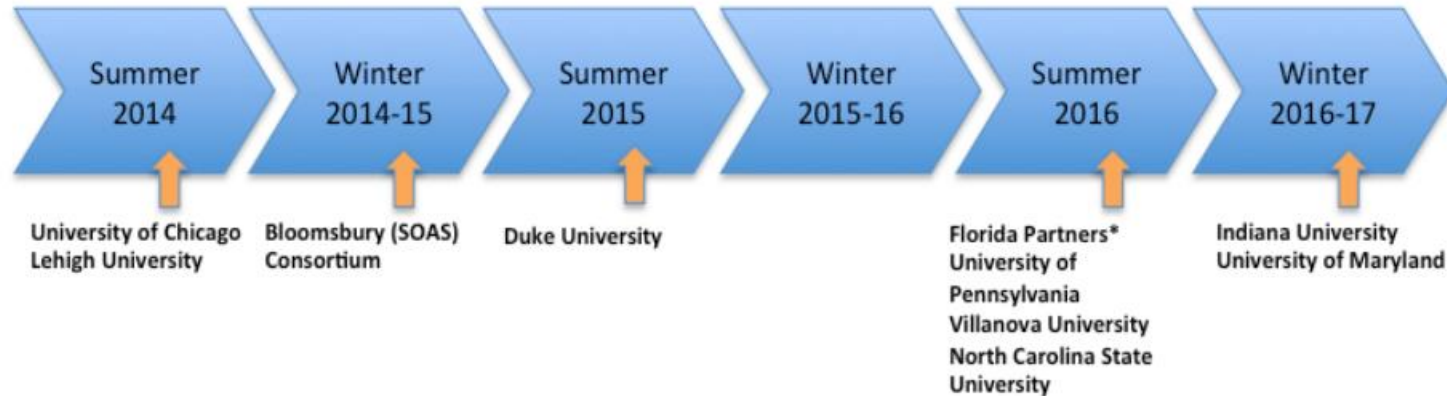 Summer
2014
Winter
2014-15
Summer
2015
Winter
2015-16
Summer
2016
Winter
2016-17
University of Chicago
Lehigh University
Bloomsbury (SOAS)
Consortium
Duke University
Florida Partners*
University of
Pennsylvania
Villanova University
North Carolina State
University
Indiana University
University of Maryland